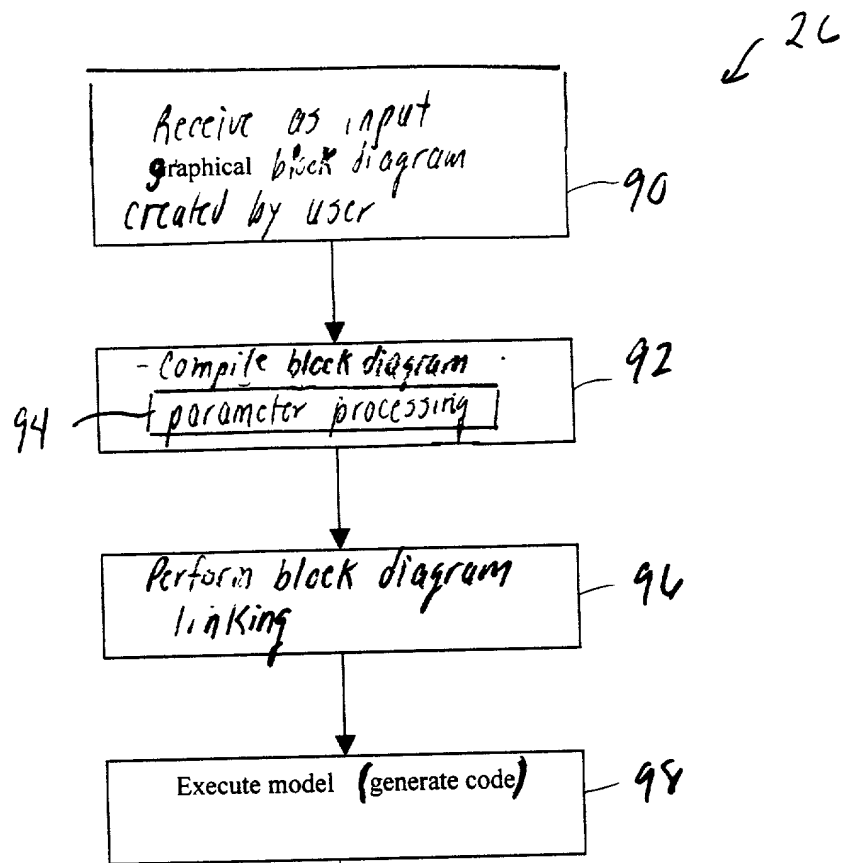 26
Receive as input
graphical block diagram
created by user
90
- Compile block diagram
92
parameter processing
94
Perform block diagram
linking
96
Execute model (generate code)
98